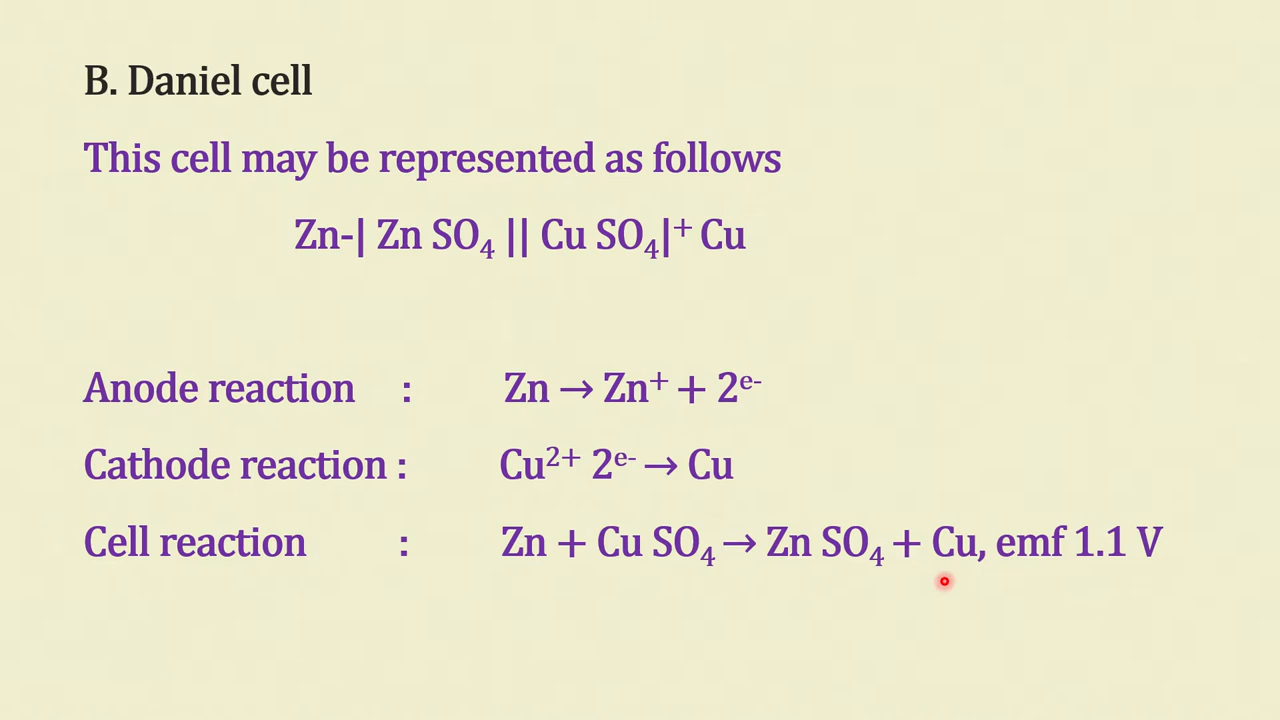 B. Daniel cell
This cell may be represented as follows
Zn-| Zn SO₄ || Cu SO₄|⁺ Cu
Anode reaction : Zn → Zn⁺ + 2ᵉ⁻
Cathode reaction : Cu²⁺ 2ᵉ⁻ → Cu
Cell reaction : Zn + Cu SO₄ → Zn SO₄ + Cu, emf 1.1 V